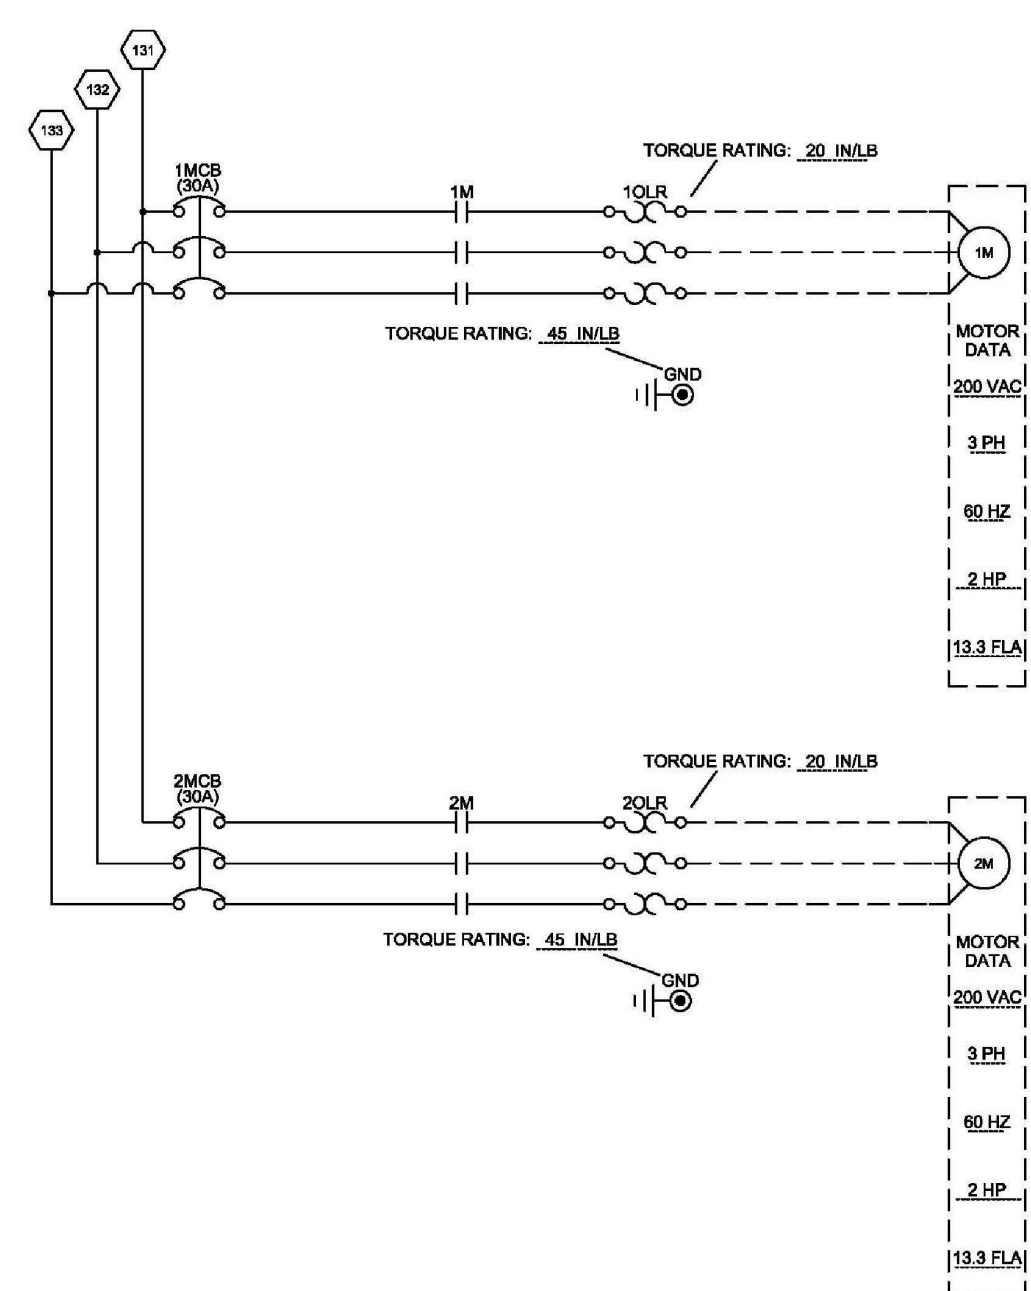 131
132
133
TORQUE RATING: 20 IN/LB
1MCB
(30A)
1M
1OLR
1M
TORQUE RATING: 45 IN/LB
GND
MOTOR
DATA
200 VAC
3 PH
60 HZ
2 HP
13.3 FLA
TORQUE RATING: 20 IN/LB
2MCB
(30A)
2M
2OLR
2M
TORQUE RATING: 45 IN/LB
GND
MOTOR
DATA
200 VAC
3 PH
60 HZ
2 HP
13.3 FLA